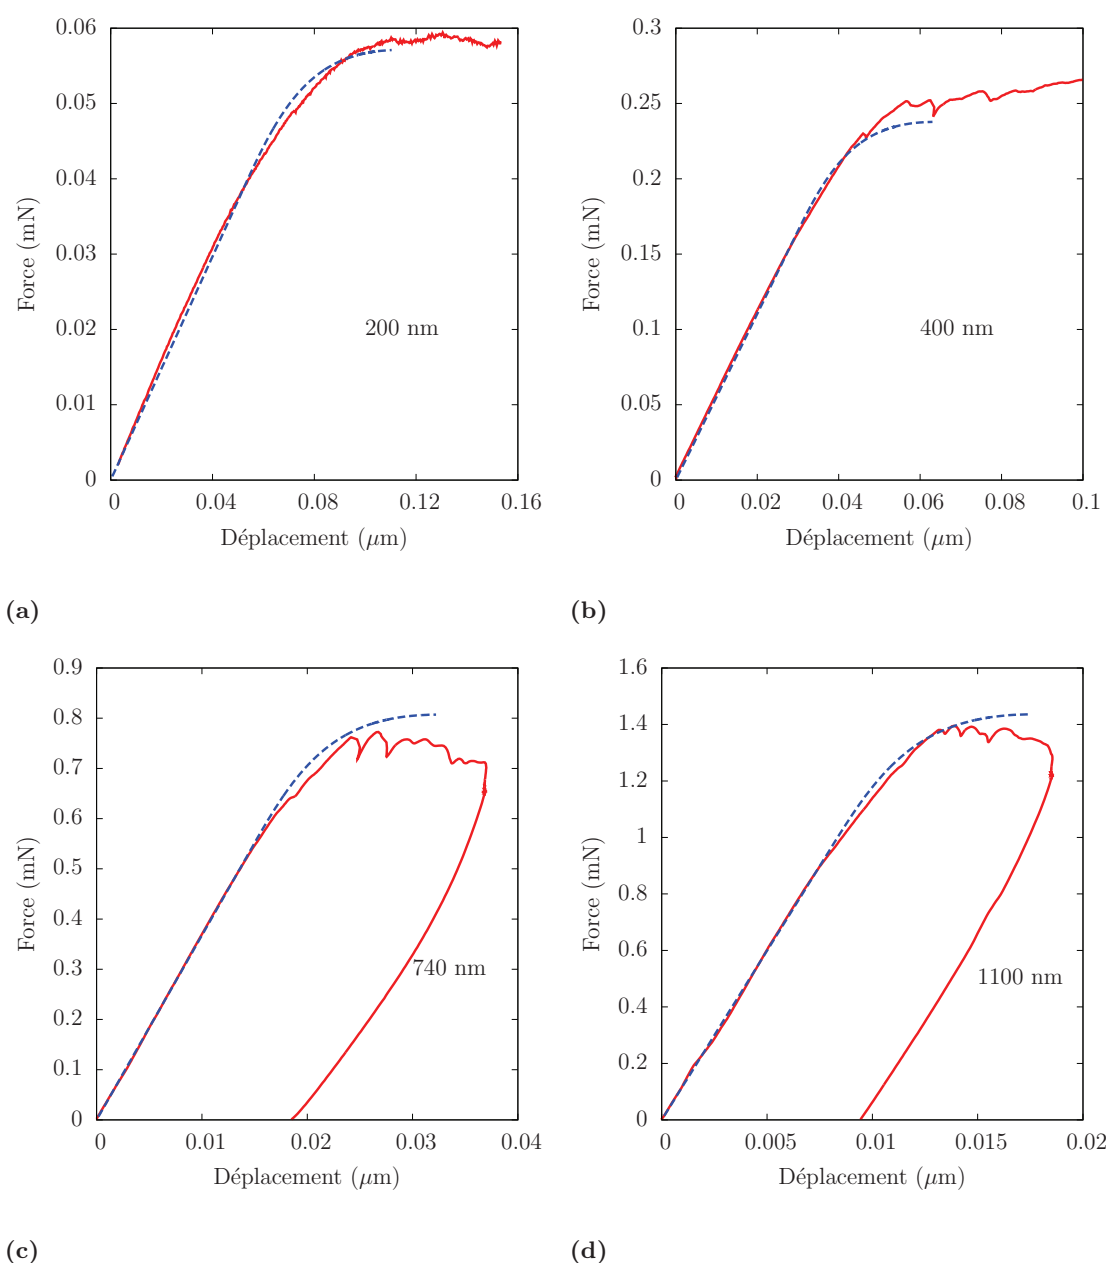 0.06
0.05
0.04
0.03
0.02
0.01
0
Force (mN)
200 nm
0 0.04 0.08 0.12 0.16
Déplacement (μm)
(a)
0.3
0.25
0.2
0.15
0.1
0.05
0
Force (mN)
400 nm
0 0.02 0.04 0.06 0.08 0.1
Déplacement (μm)
(b)
0.9
0.8
0.7
0.6
0.5
0.4
0.3
0.2
0.1
0
Force (mN)
740 nm
0 0.01 0.02 0.03 0.04
Déplacement (μm)
(c)
1.6
1.4
1.2
1
0.8
0.6
0.4
0.2
0
Force (mN)
1100 nm
0 0.005 0.01 0.015 0.02
Déplacement (μm)
(d)